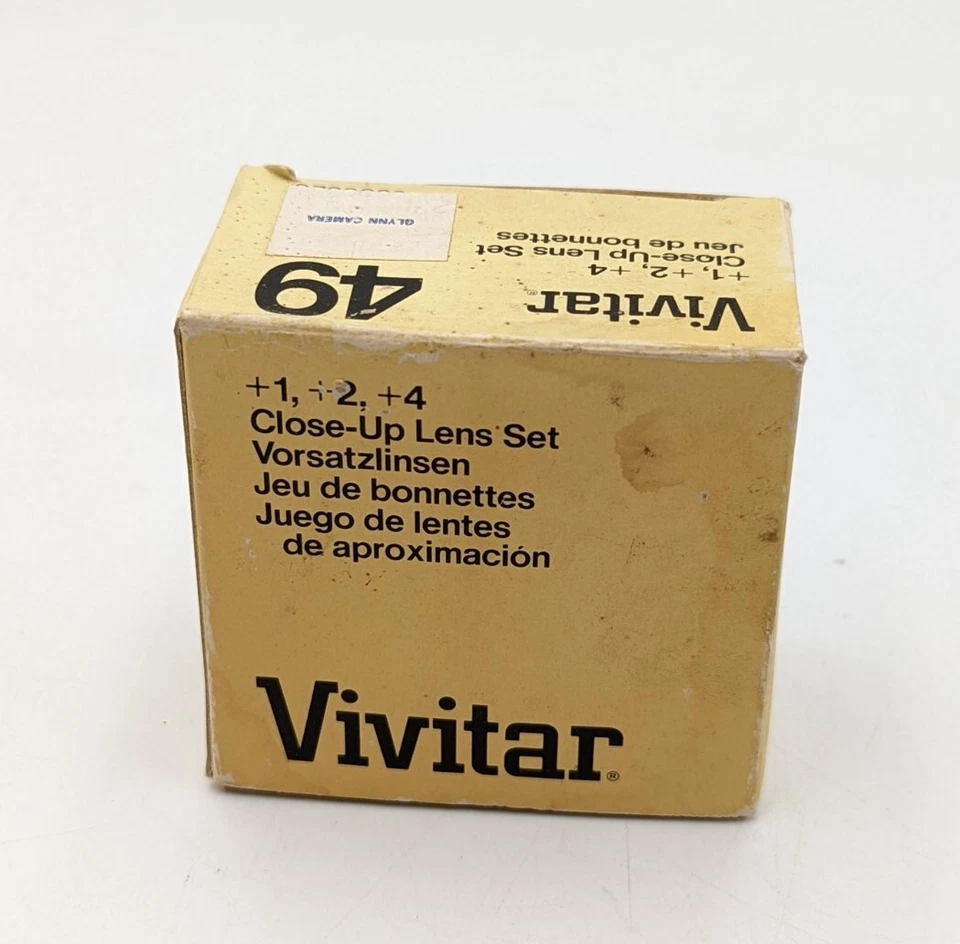 GLYNN CAMERA
49
Vivitar®
+1, +2, +4
Close-Up Lens Set
Jeu de bonnettes
+1, +2, +4
Close-Up Lens Set
Vorsatzlinsen
Jeu de bonnettes
Juego de lentes
de aproximación
Vivitar®